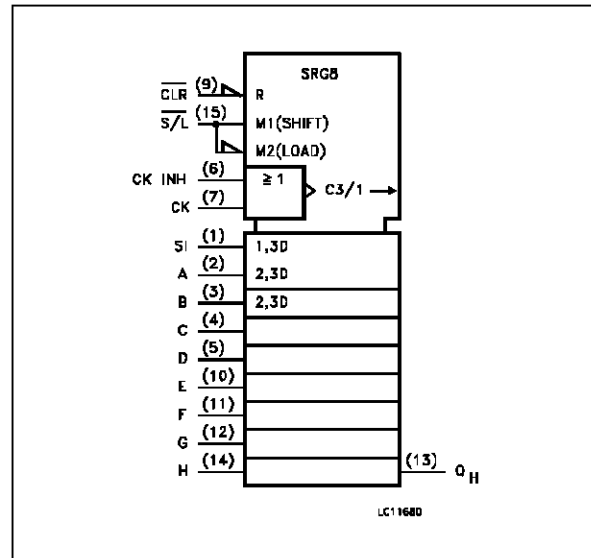 SRG8
CLR (9) R
S/L (15) M1(SHIFT)
M2(LOAD)
CK INH (6) ≥1
C3/1
CK (7)
SI (1) 1,3D
A (2) 2,3D
B (3) 2,3D
C (4)
D (5)
E (10)
F (11)
G (12)
H (14) (13) QH
LC11680